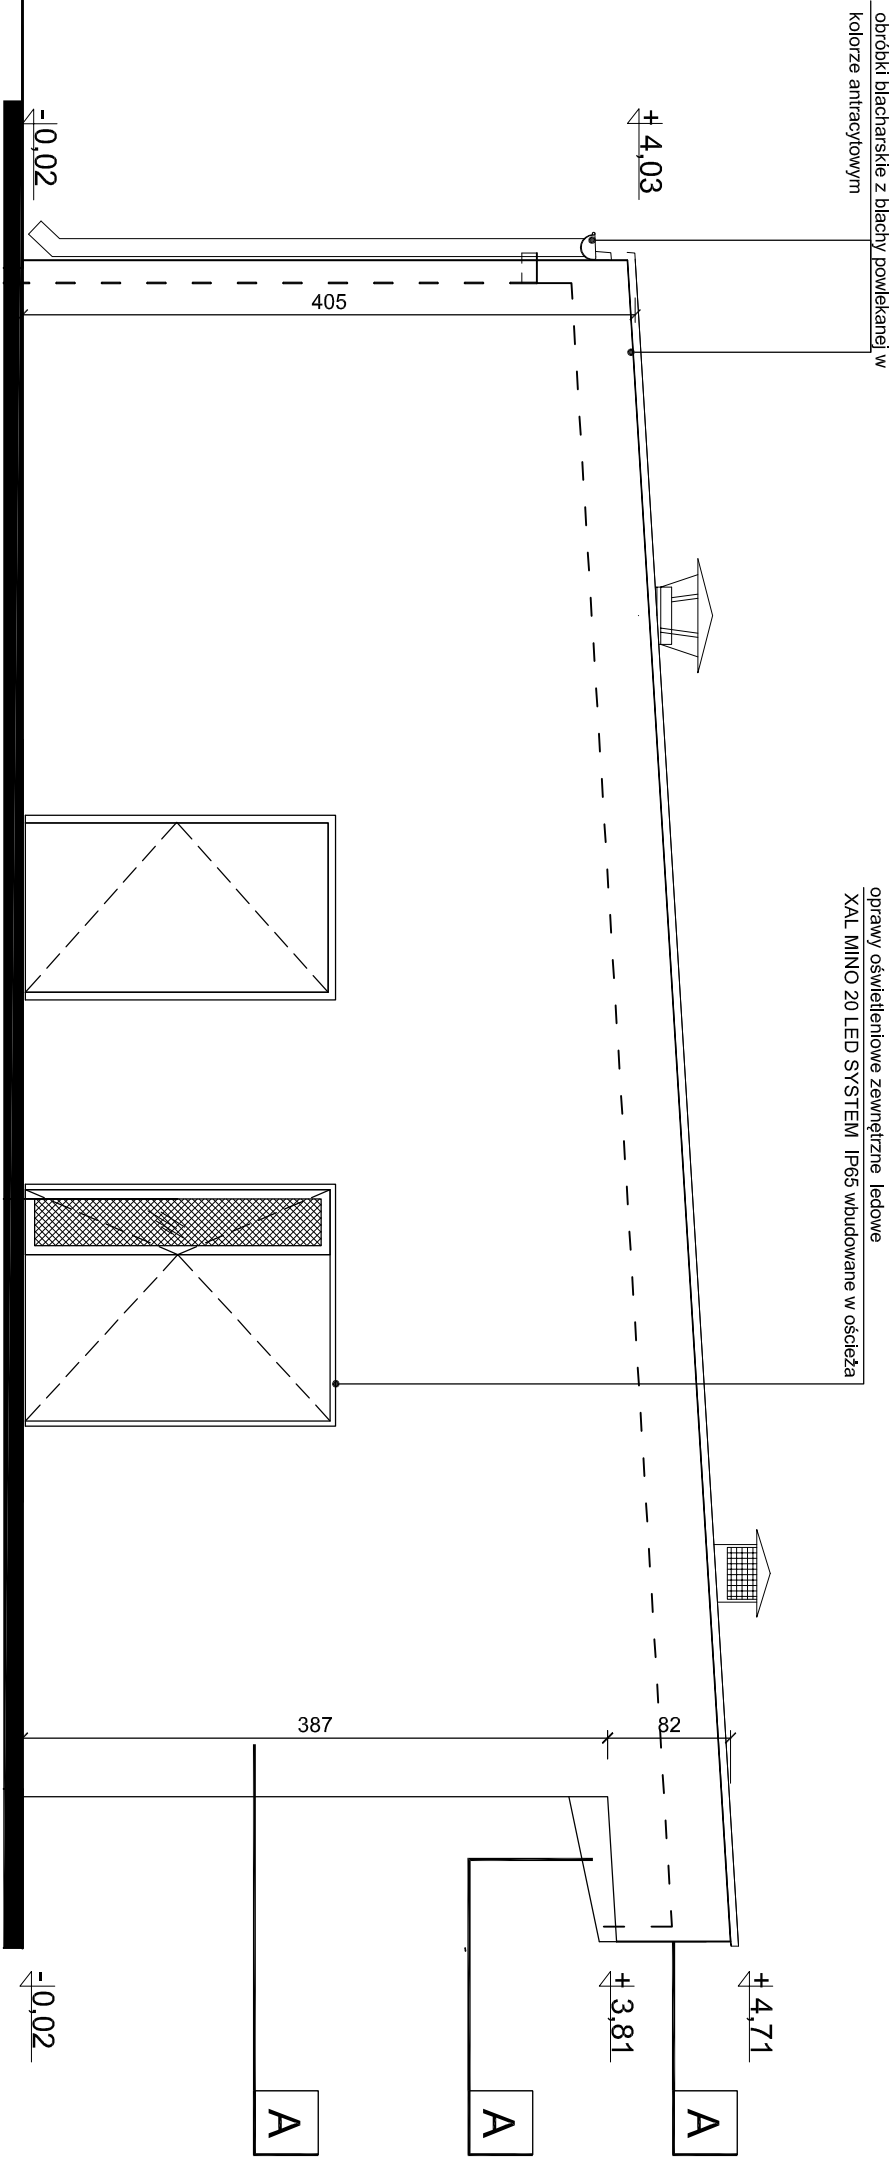 obróbki blacharskie z blachy powlekanej w
kolorze antracytowym
oprawy oświetleniowe zewnętrzne ledowe
XAL MINO 20 LED SYSTEM IP65 wbudowane w ościeża
+ 4,03
- 0,02
405
387
82
+ 4,71
+ 3,81
- 0,02
A
A
A